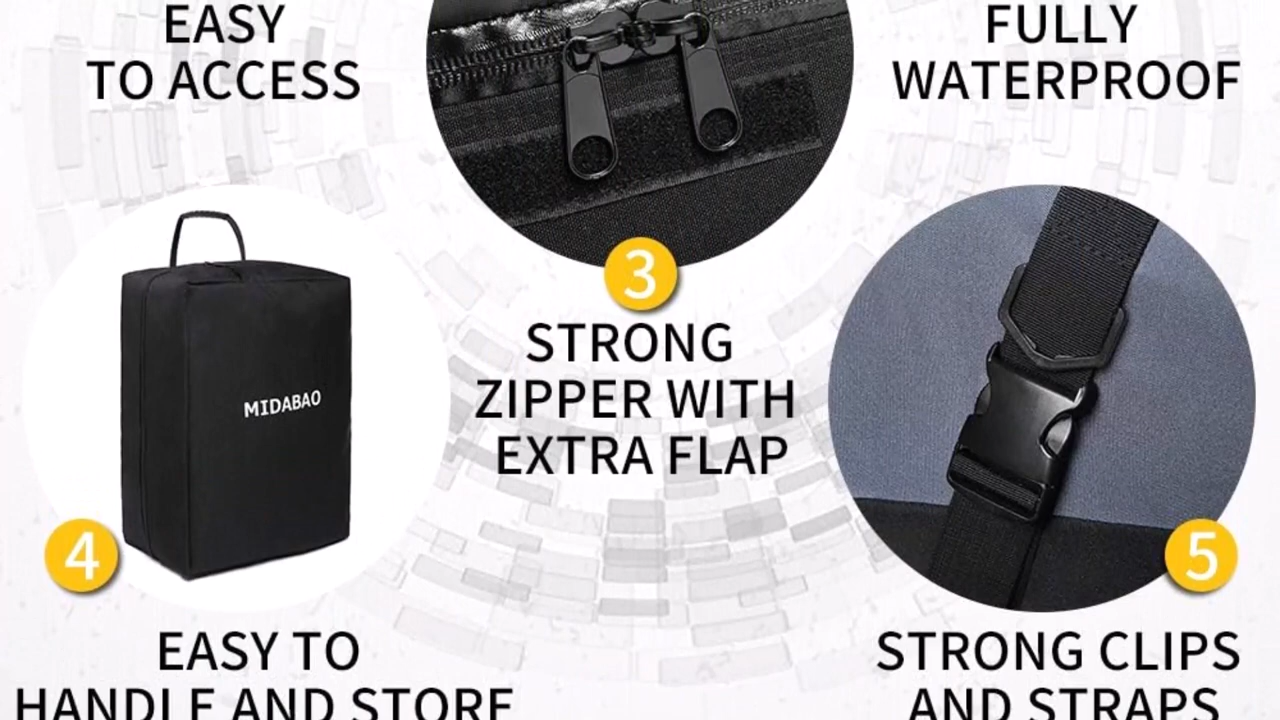 EASY
TO ACCESS
FULLY
WATERPROOF
3
STRONG
ZIPPER WITH
EXTRA FLAP
MIDABAO
4
EASY TO
HANDLE AND STORE
5
STRONG CLIPS
AND STRAPS